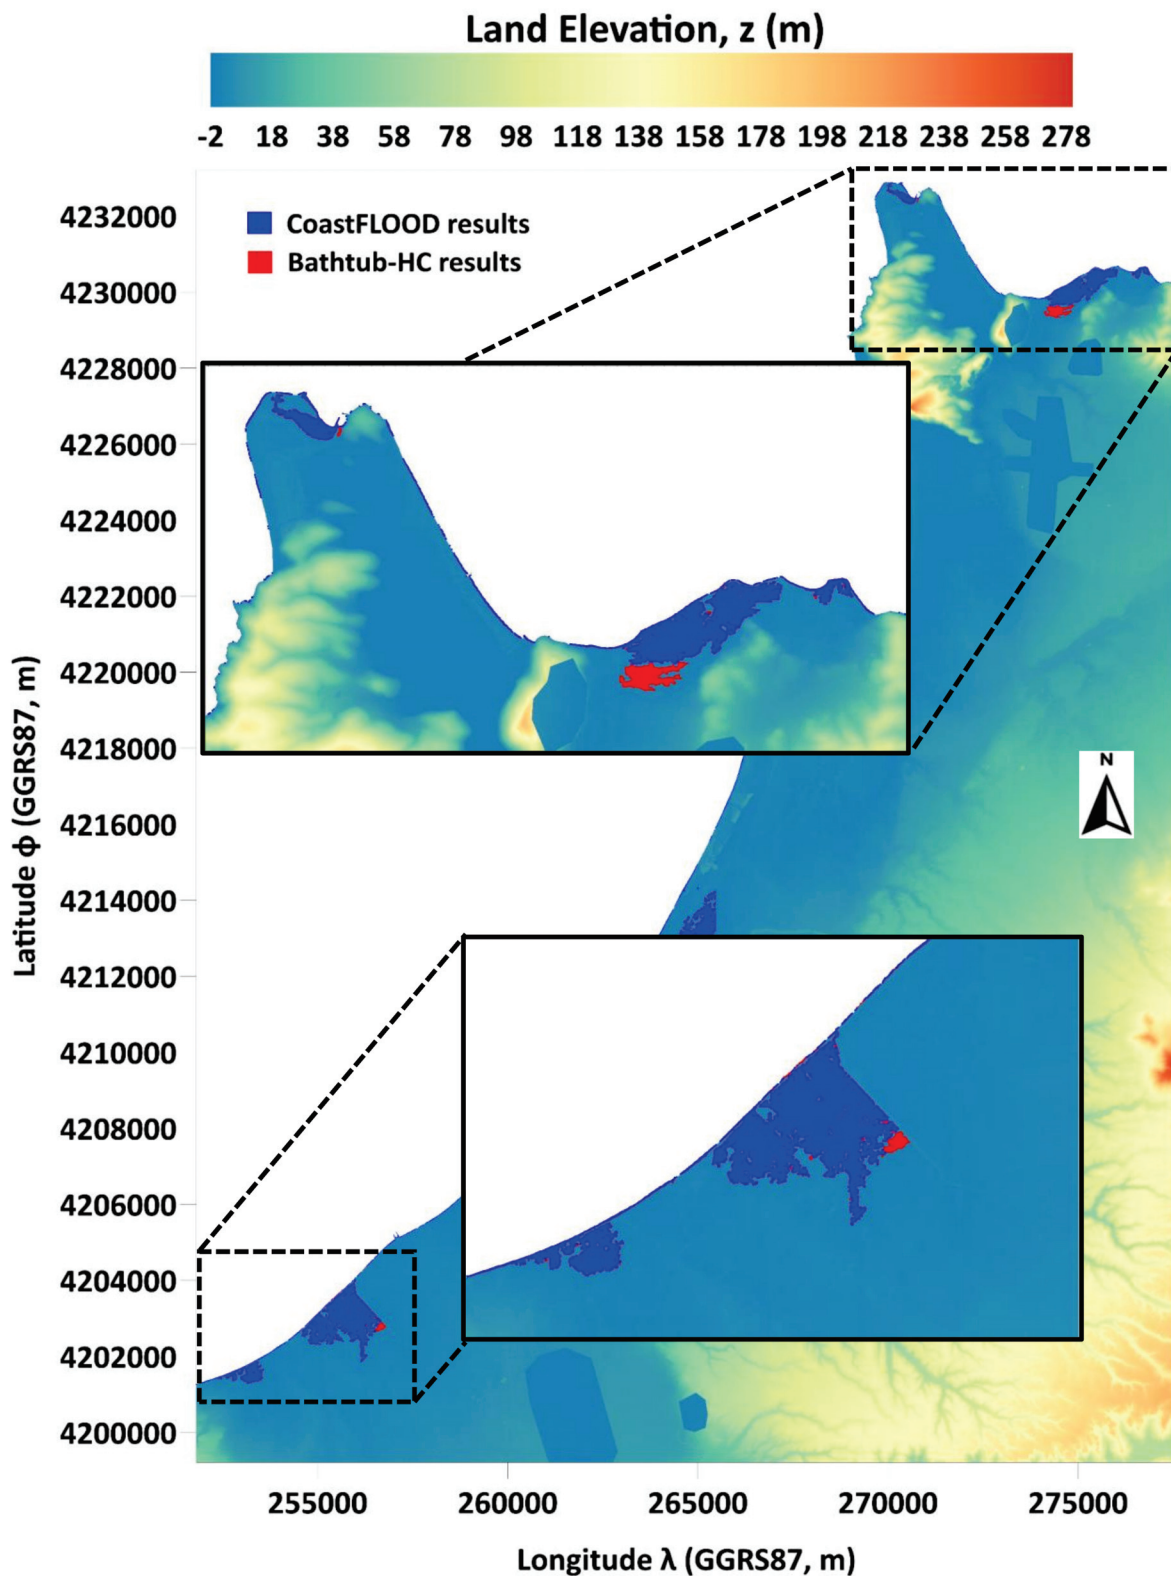 Land Elevation, z (m)
-2 18 38 58 78 98 118 138 158 178 198 218 238 258 278
CoastFLOOD results
Bathtub-HC results
4232000
4230000
4228000
4226000
4224000
4222000
4220000
4218000
4216000
4214000
4212000
4210000
4208000
4206000
4204000
4202000
4200000
Latitude ϕ (GGRS87, m)
N
255000 260000 265000 270000 275000
Longitude λ (GGRS87, m)